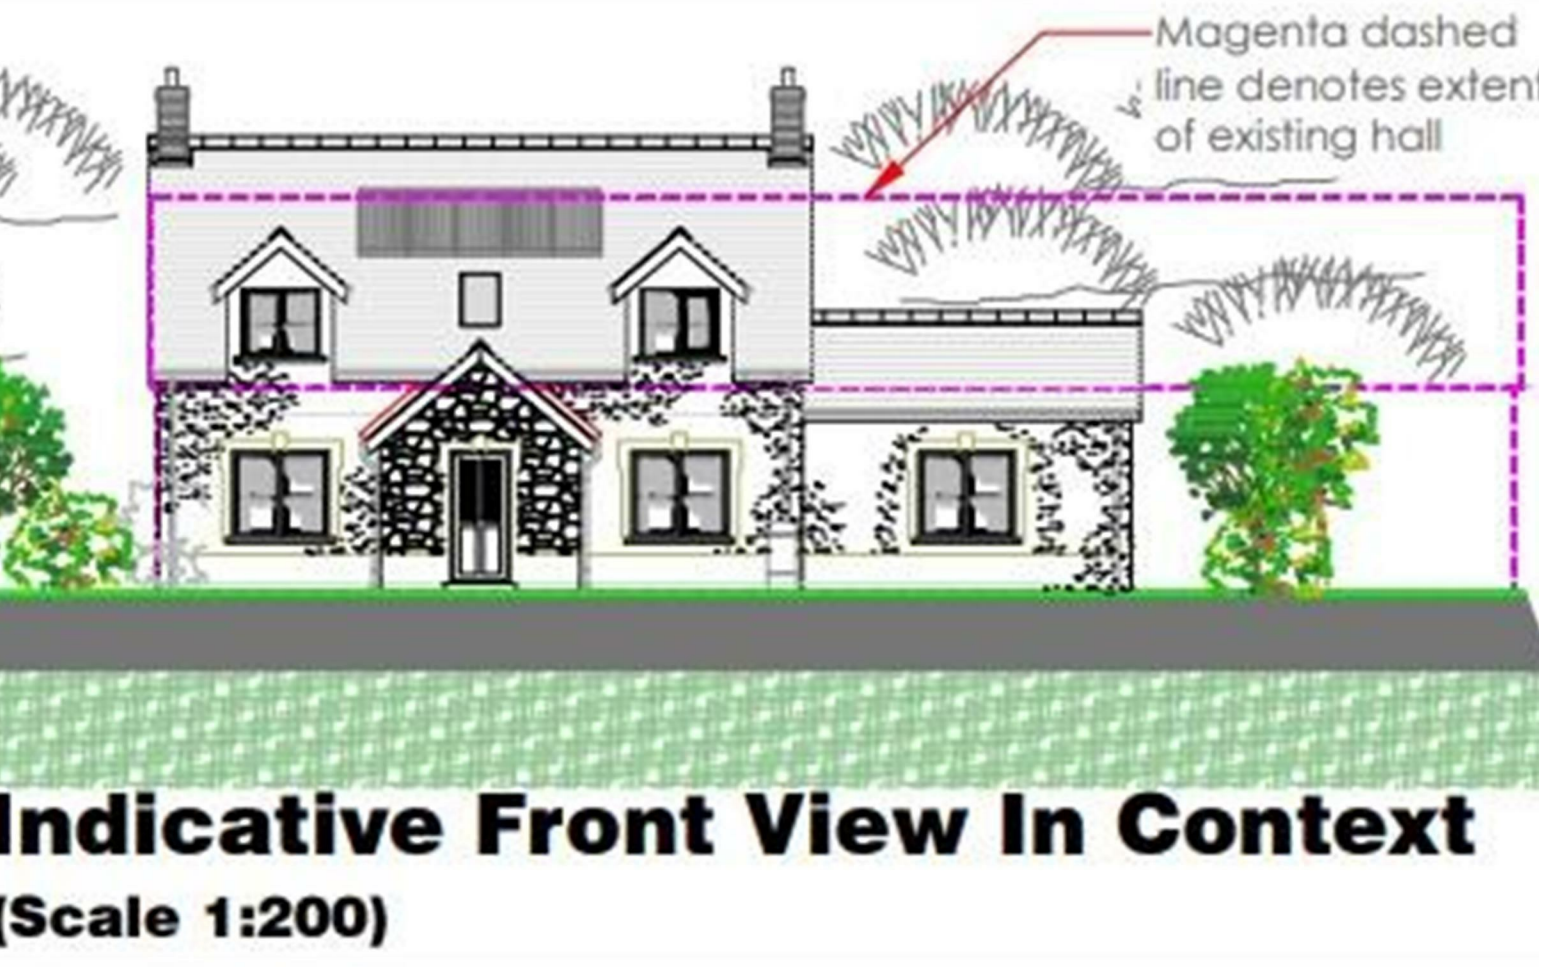 Magenta dashed
line denotes extent
of existing hall
Indicative Front View In Context
(Scale 1:200)